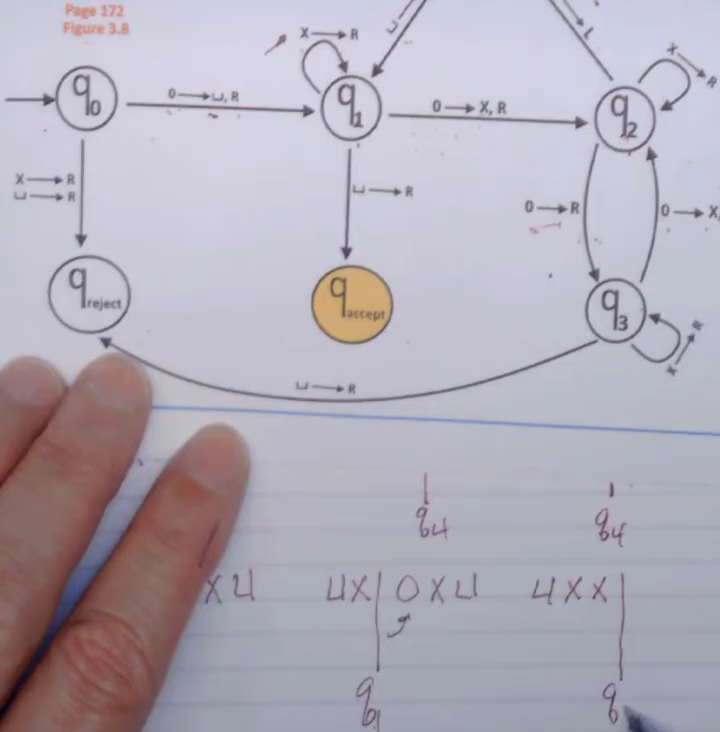 Page 172
Figure 3.8
X → R
⊔ →
→ L
X → R
q0
0 → ⊔, R
q1
0 → X, R
q2
X → R
⊔ → R
⊔ → R
0 → R
0 → X,
qreject
qaccept
q3
X → R
⊔ → R
q4 q4
x⊔ ⊔x 0x⊔ ⊔xx
q1 q